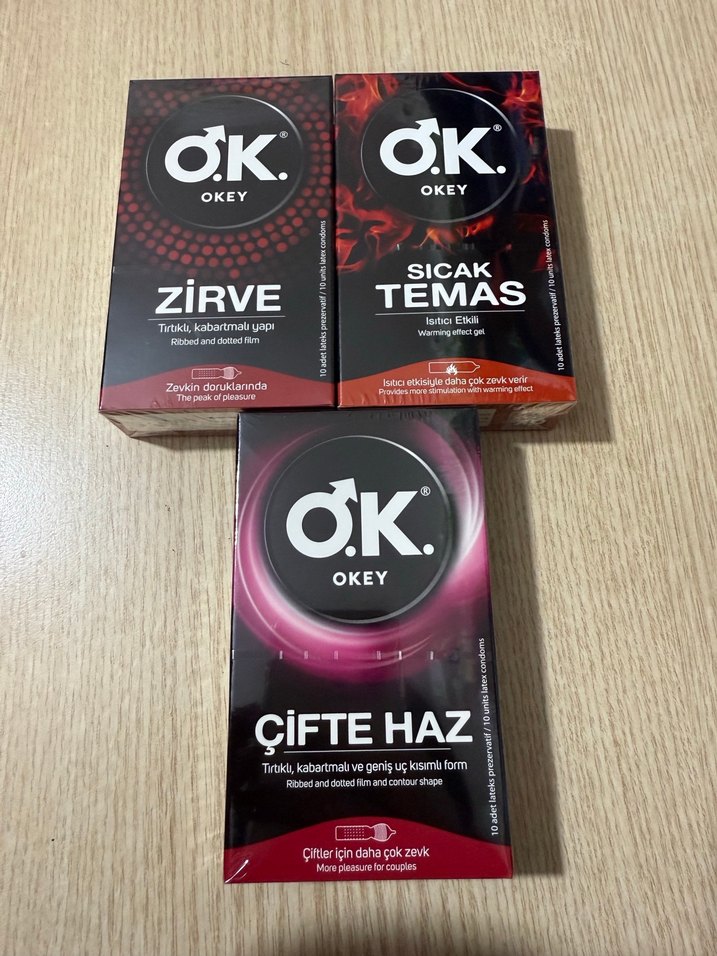 O.K.®
OKEY
ZİRVE
Tırtıklı, kabartmalı yapı
Ribbed and dotted film
Zevkin doruklarında
The peak of pleasure
10 adet lateks prezervatif / 10 units latex condoms
O.K.®
OKEY
SICAK
TEMAS
Isıtıcı Etkili
Warming effect gel
Isıtıcı etkisiyle daha çok zevk verir
Provides more stimulation with warming effect
10 adet lateks prezervatif / 10 units latex condoms
O.K.®
OKEY
ÇİFTE HAZ
Tırtıklı, kabartmalı ve geniş uç kısımlı form
Ribbed and dotted film and contour shape
Çiftler için daha çok zevk
More pleasure for couples
10 adet lateks prezervatif / 10 units latex condoms